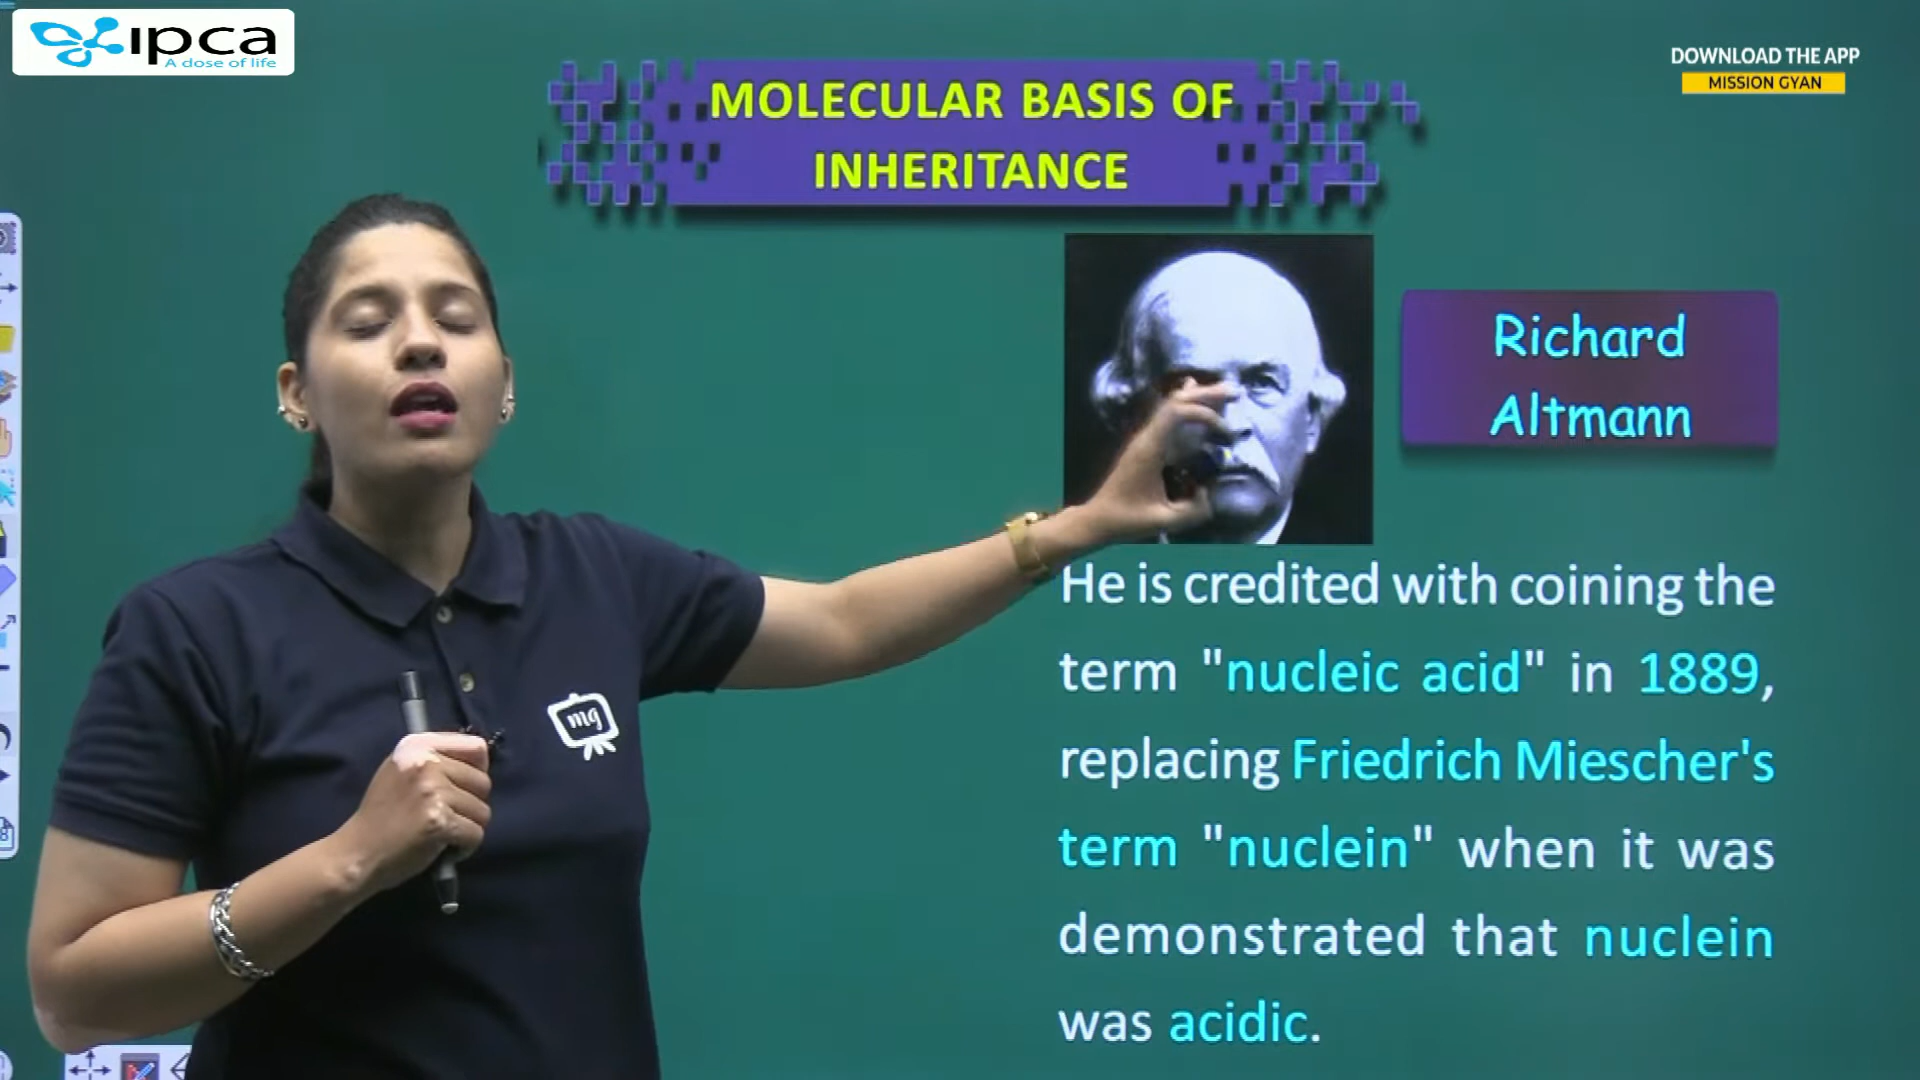 ipca
A dose of life
DOWNLOAD THE APP
MISSION GYAN
MOLECULAR BASIS OF
INHERITANCE
Richard
Altmann
He is credited with coining the
term "nucleic acid" in 1889,
replacing Friedrich Miescher's
term "nuclein" when it was
demonstrated that nuclein
was acidic.
mg